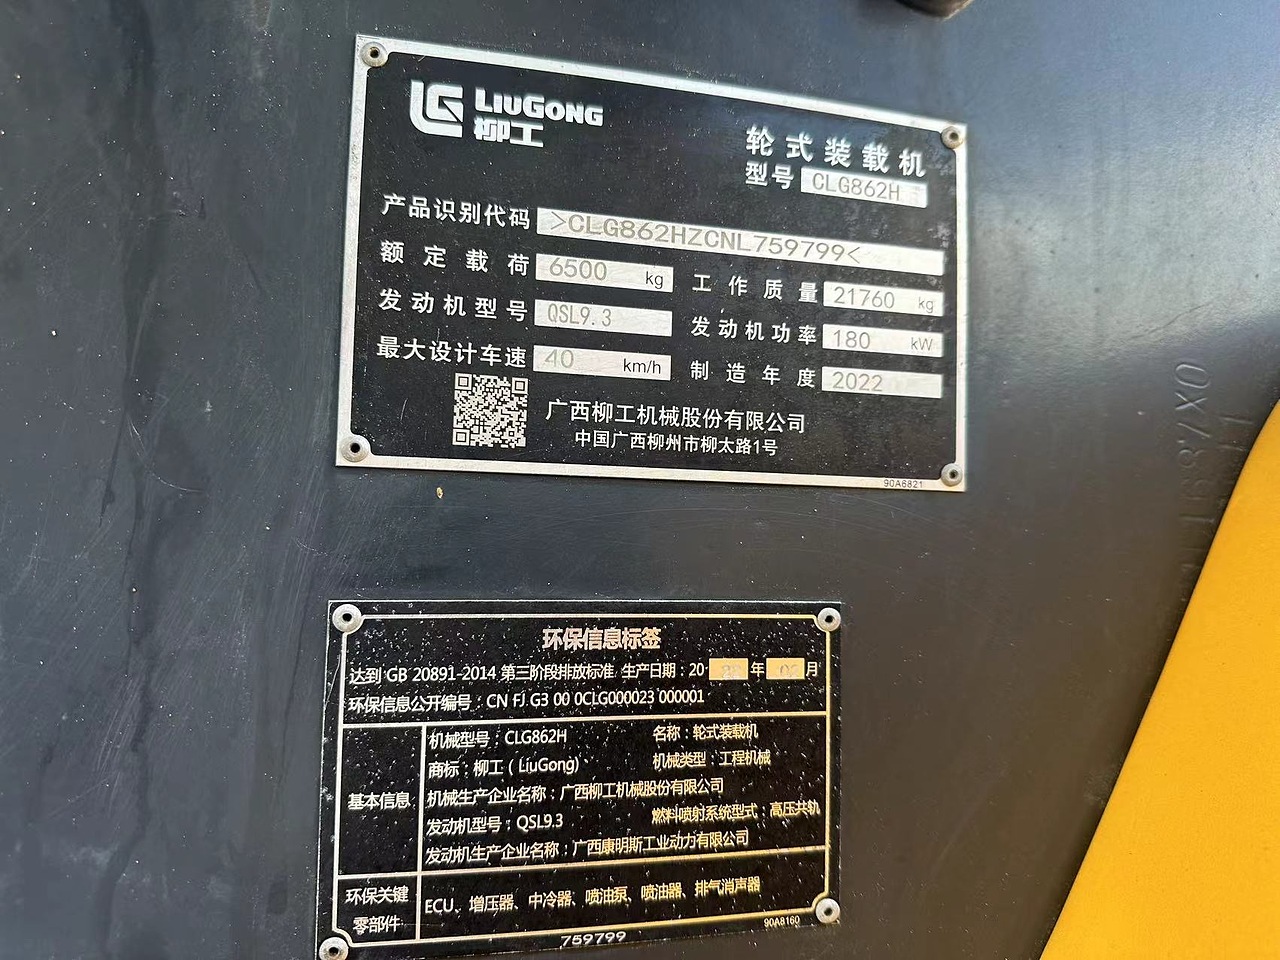 LIUGONG
柳工
轮式装载机
型号 CLG862H
产品识别代码 >CLG862HZCNL759799<
额定载荷 6500 kg 工作质量 21760 kg
发动机型号 QSL9.3 发动机功率 180 kW
最大设计车速 40 km/h 制造年度 2022
广西柳工机械股份有限公司
中国广西柳州市柳太路1号
90A6821
环保信息标签
达到 GB 20891-2014 第三阶段排放标准 生产日期：20 22 年 月
环保信息公开编号：CN FJ G3 00 0CLG000023 000001
基本信息
机械型号：CLG862H 名称：轮式装载机
商标：柳工（LiuGong) 机械类型：工程机械
机械生产企业名称：广西柳工机械股份有限公司
发动机型号：QSL9.3 燃料喷射系统型式：高压共轨
发动机生产企业名称：广西康明斯工业动力有限公司
环保关键零部件
ECU、增压器、中冷器、喷油泵、喷油器、排气消声器
90A8160
759799